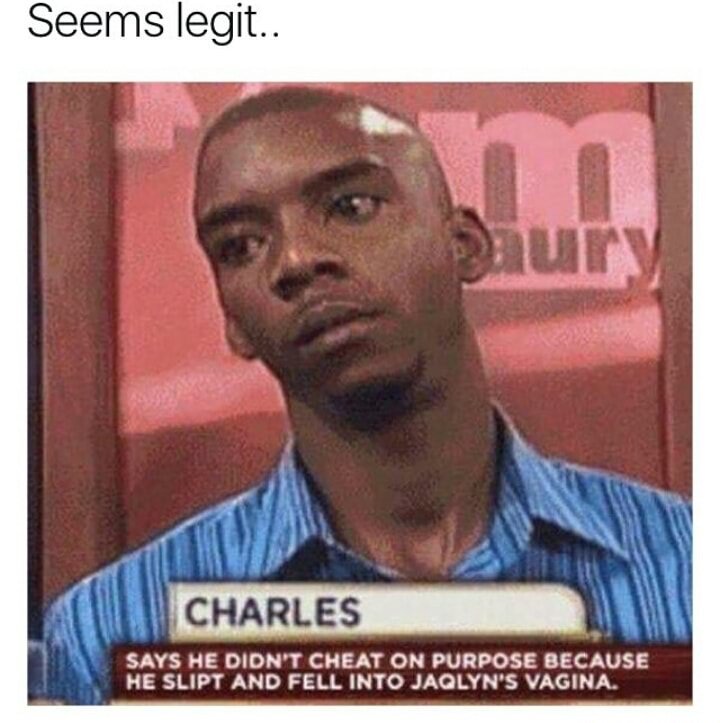 Seems legit..
m
aury
CHARLES
SAYS HE DIDN'T CHEAT ON PURPOSE BECAUSE
HE SLIPT AND FELL INTO JAQLYN'S VAGINA.